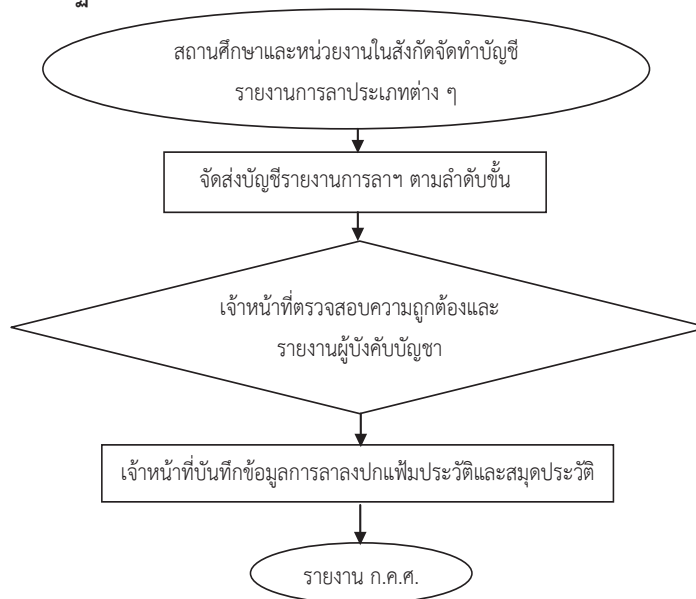 สถานศึกษาและหน่วยงานในสังกัดจัดทำบัญชี
รายงานการลาประเภทต่าง ๆ
จัดส่งบัญชีรายงานการลาฯ ตามลำดับขั้น
เจ้าหน้าที่ตรวจสอบความถูกต้องและ
รายงานผู้บังคับบัญชา
เจ้าหน้าที่บันทึกข้อมูลการลาลงปกแฟ้มประวัติและสมุดประวัติ
รายงาน ก.ค.ศ.